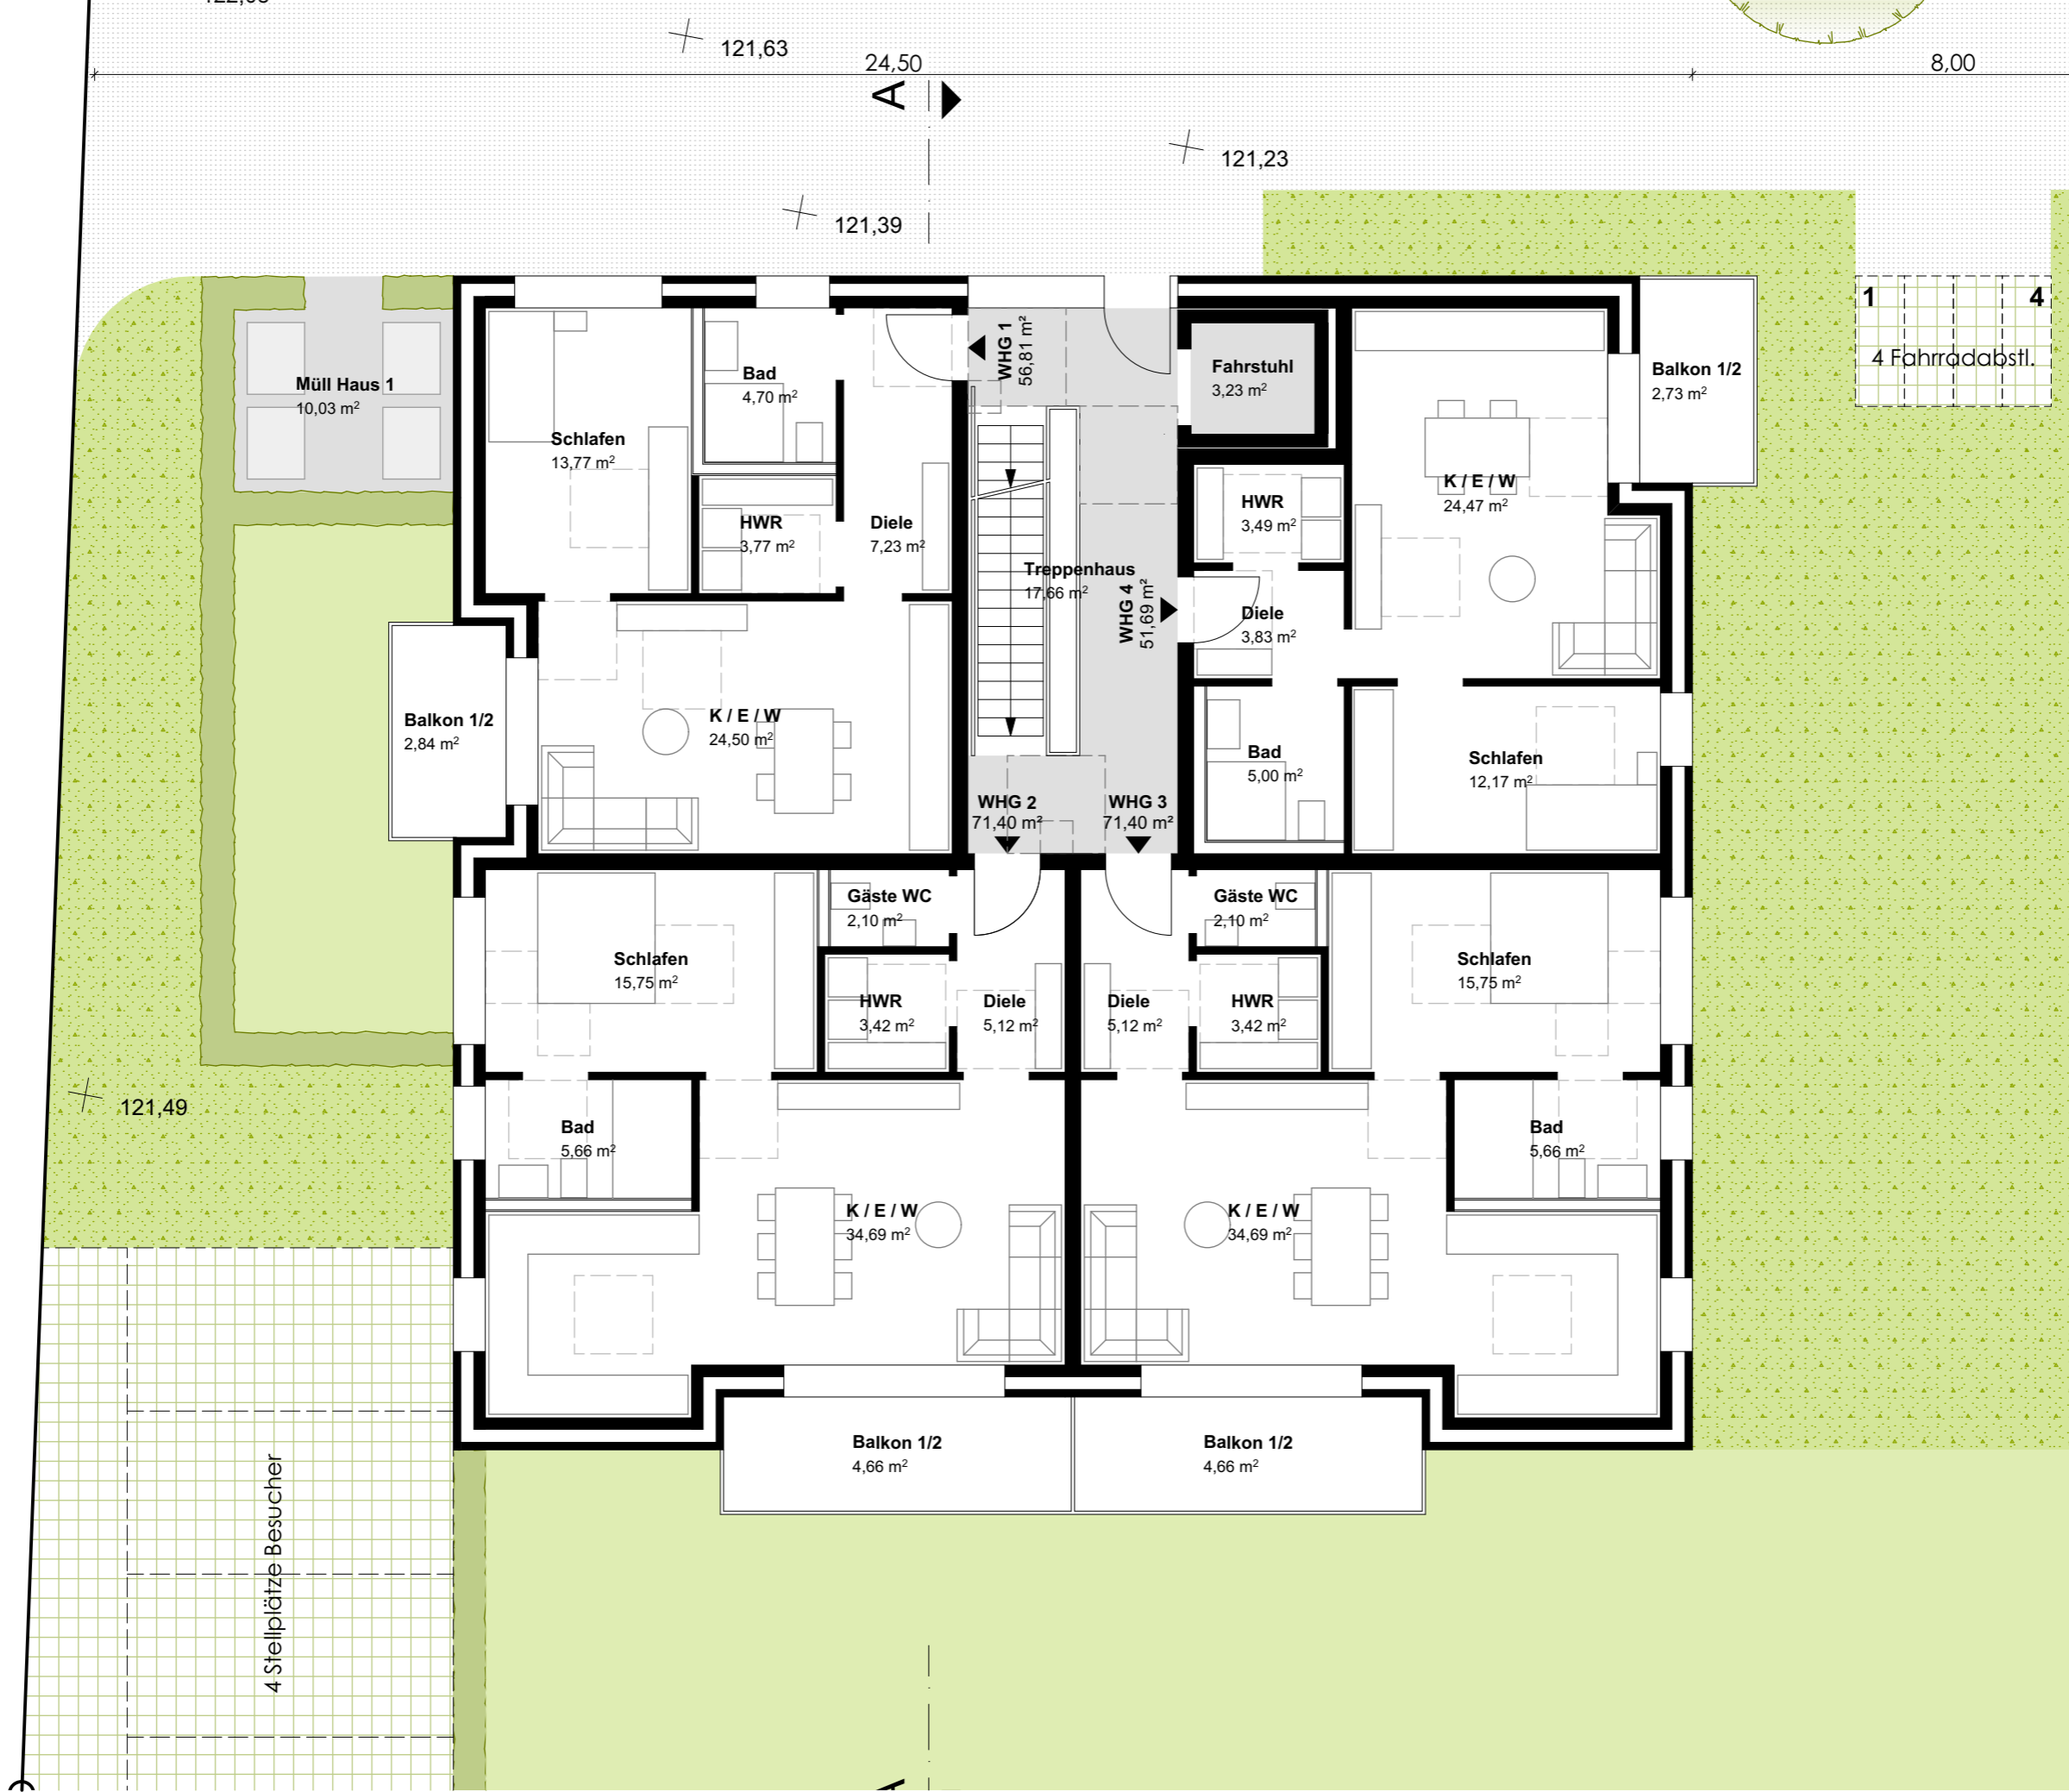 121,63
24,50
8,00
A
121,23
121,39
1
4
4 Fahrradabstl.
Müll Haus 1
10,03 m²
Schlafen
13,77 m²
Bad
4,70 m²
HWR
3,77 m²
Diele
7,23 m²
WHG 1
56,81 m²
Fahrstuhl
3,23 m²
Balkon 1/2
2,73 m²
K / E / W
24,47 m²
HWR
3,49 m²
Treppenhaus
17,66 m²
WHG 4
51,69 m²
Diele
3,83 m²
Balkon 1/2
2,84 m²
K / E / W
24,50 m²
Bad
5,00 m²
Schlafen
12,17 m²
WHG 2
71,40 m²
WHG 3
71,40 m²
Gäste WC
2,10 m²
Gäste WC
2,10 m²
Schlafen
15,75 m²
Schlafen
15,75 m²
HWR
3,42 m²
Diele
5,12 m²
Diele
5,12 m²
HWR
3,42 m²
121,49
Bad
5,66 m²
Bad
5,66 m²
K / E / W
34,69 m²
K / E / W
34,69 m²
Balkon 1/2
4,66 m²
Balkon 1/2
4,66 m²
4 Stellplätze Besucher